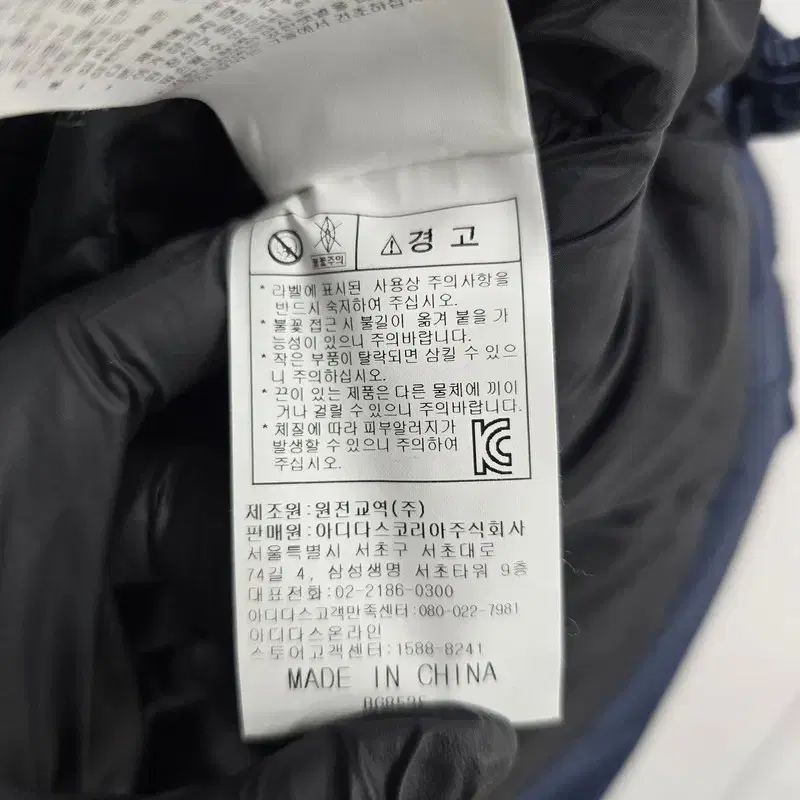 불꽃주의
⚠경 고
* 라벨에 표시된 사용상 주의사항을
반드시 숙지하여 주십시오.
* 불꽃 접근 시 불길이 옮겨 붙을 가
능성이 있으니 주의바랍니다.
* 작은 부품이 탈락되면 삼킬 수 있으
니 주의하십시오.
* 끈이 있는 제품은 다른 물체에 끼이
거나 걸릴 수 있으니 주의바랍니다.
* 체질에 따라 피부알러지가
발생할 수 있으니 주의하여
주십시오.
KC
제조원:원전교역(주)
판매원:아디다스코리아주식회사
서울특별시 서초구 서초대로
74길 4, 삼성생명 서초타워 9층
대표전화:02-2186-0300
아디다스고객만족센터:080-022-7981
아디다스온라인
스토어고객센터:1588-8241
MADE IN CHINA